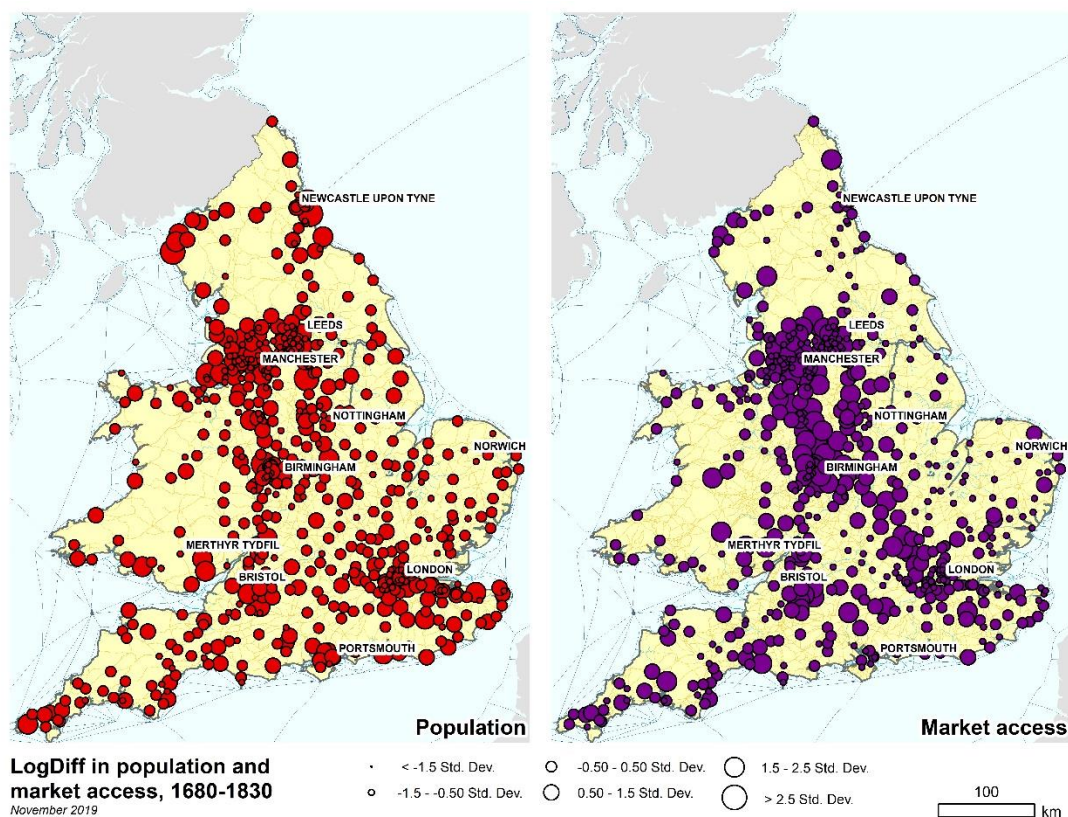 NEWCASTLE UPON TYNE
LEEDS
MANCHESTER
NOTTINGHAM
NORWICH
BIRMINGHAM
MERTHYR TYDFIL
LONDON
BRISTOL
PORTSMOUTH
Population
NEWCASTLE UPON TYNE
LEEDS
MANCHESTER
NOTTINGHAM
NORWICH
BIRMINGHAM
MERTHYR TYDFIL
LONDON
BRISTOL
PORTSMOUTH
Market access
LogDiff in population and
market access, 1680-1830
November 2019
< -1.5 Std. Dev.
-1.5 - -0.50 Std. Dev.
-0.50 - 0.50 Std. Dev.
0.50 - 1.5 Std. Dev.
1.5 - 2.5 Std. Dev.
> 2.5 Std. Dev.
100
km